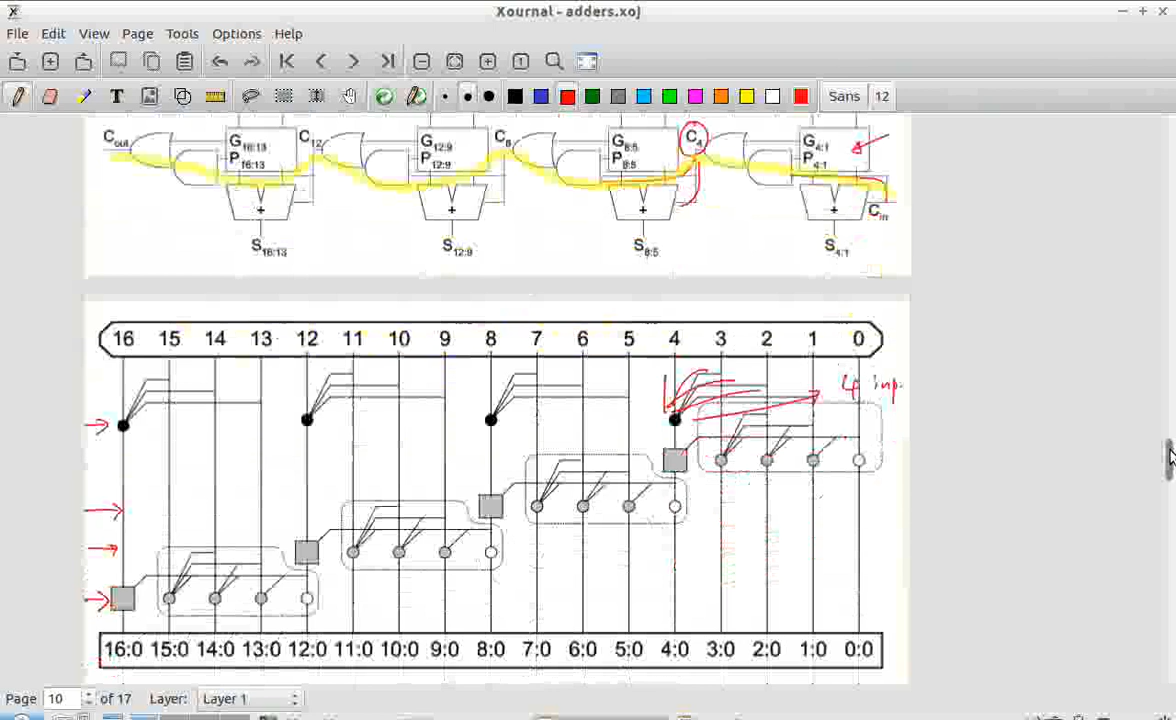 Xournal - adders.xoj
File Edit View Page Tools Options Help
Sans 12
Cout G16:13 C12 G12:9 C8 G8:5 C4 G4:1
P16:13 P12:9 P8:5 P4:1
+ + + +
Cin
S16:13 S12:9 S8:5 S4:1
16 15 14 13 12 11 10 9 8 7 6 5 4 3 2 1 0
4 inp
16:0 15:0 14:0 13:0 12:0 11:0 10:0 9:0 8:0 7:0 6:0 5:0 4:0 3:0 2:0 1:0 0:0
Page 10 of 17 Layer: Layer 1